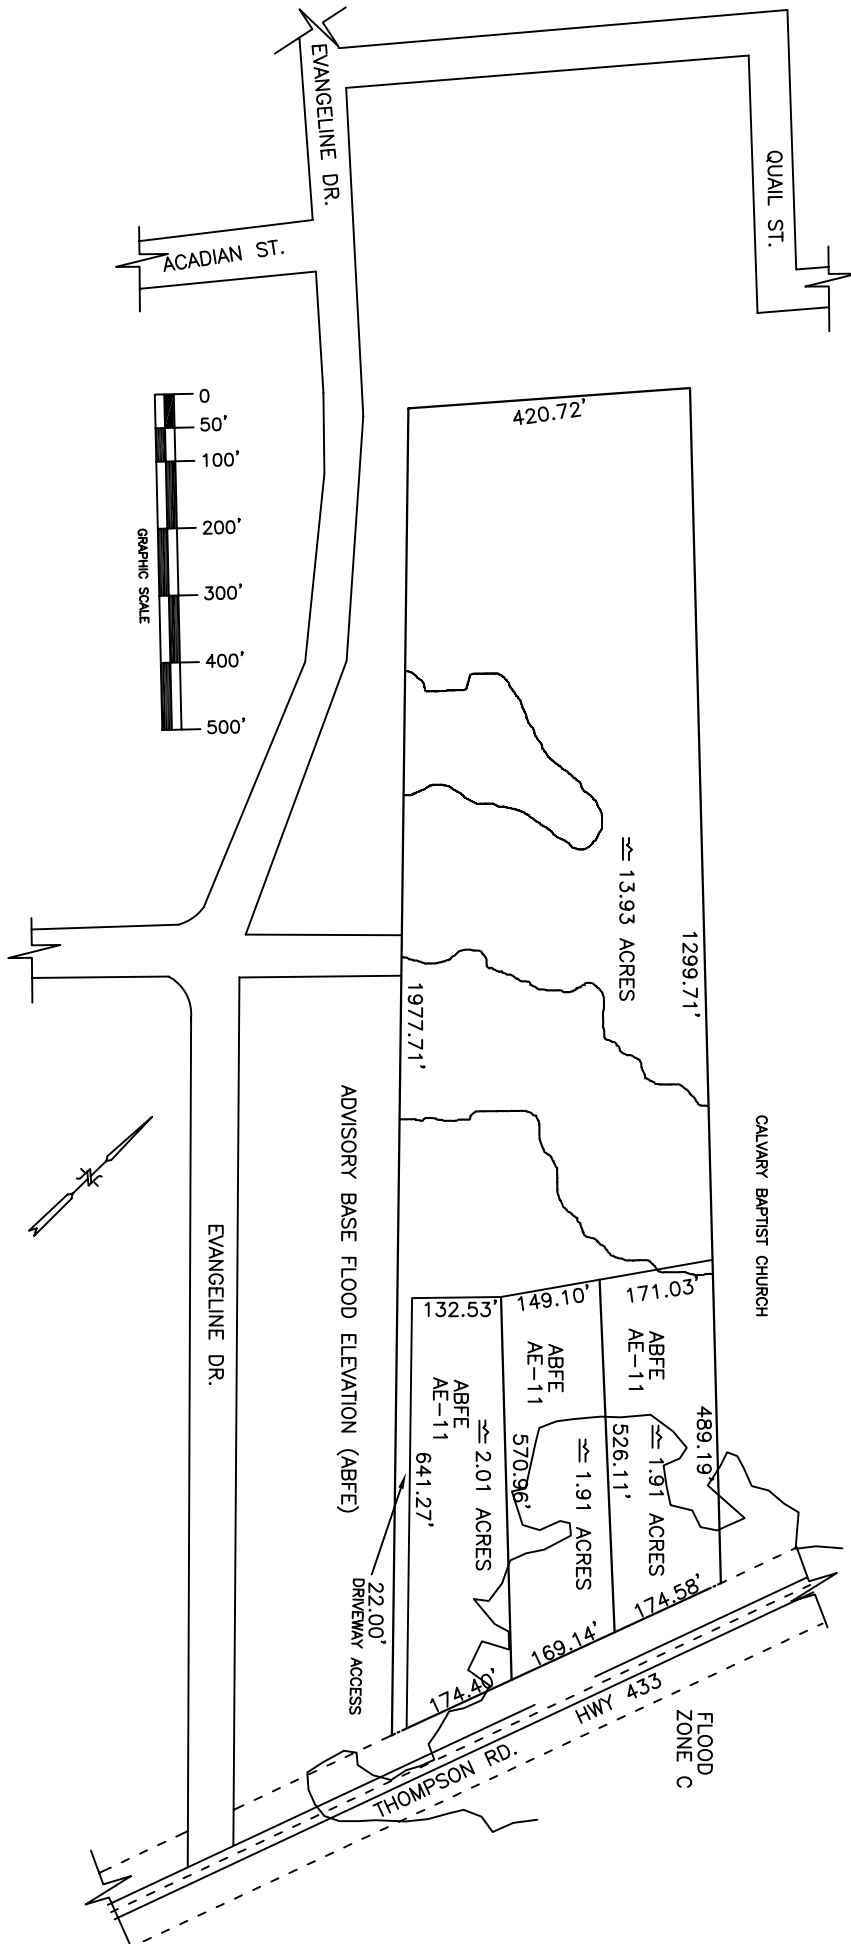 EVANGELINE DR.
QUAIL ST.
ACADIAN ST.
0
50'
100'
200'
300'
400'
500'
GRAPHIC SCALE
420.72'
13.93 ACRES
1299.71'
1977.71'
CALVARY BAPTIST CHURCH
ADVISORY BASE FLOOD ELEVATION (ABFE)
EVANGELINE DR.
N
132.53'
149.10'
171.03'
ABFE
AE-11
ABFE
AE-11
ABFE
AE-11
489.19'
1.91 ACRES
526.11'
1.91 ACRES
570.96'
2.01 ACRES
641.27'
22.00'
DRIVEWAY ACCESS
174.58'
169.14'
174.40'
HWY 433
THOMPSON RD.
FLOOD
ZONE C